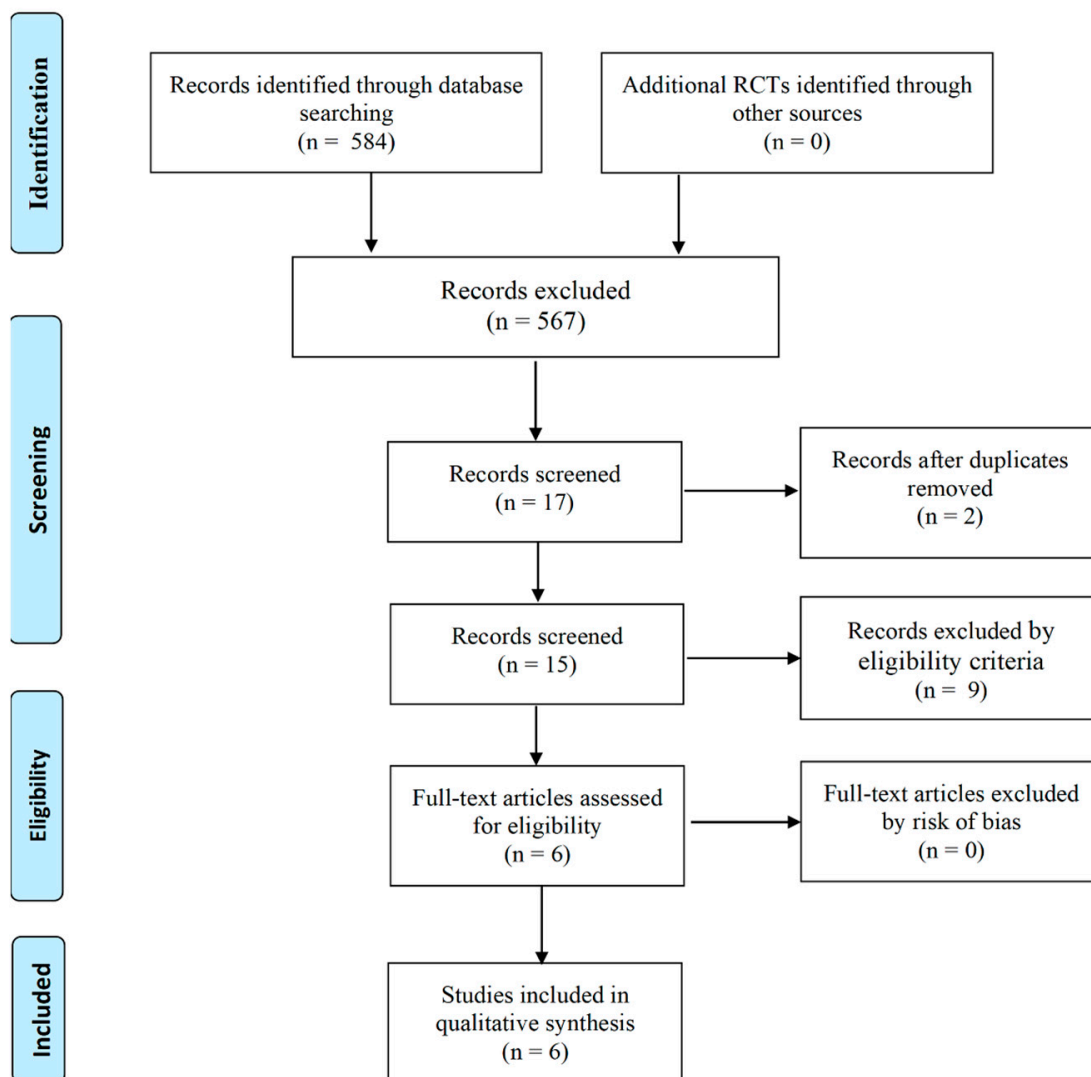 Identification
Records identified through database
searching
(n = 584)
Additional RCTs identified through
other sources
(n = 0)
Records excluded
(n = 567)
Screening
Records screened
(n = 17)
Records after duplicates
removed
(n = 2)
Records screened
(n = 15)
Records excluded by
eligibility criteria
(n = 9)
Eligibility
Full-text articles assessed
for eligibility
(n = 6)
Full-text articles excluded
by risk of bias
(n = 0)
Included
Studies included in
qualitative synthesis
(n = 6)